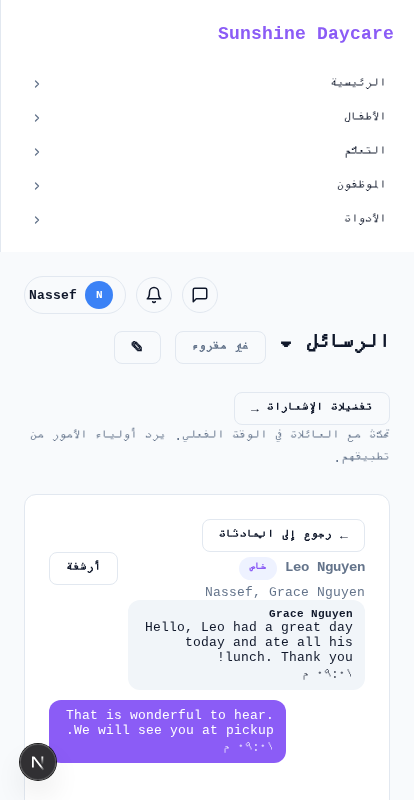 Sunshine Daycare
الرئيسية
الأطفال
التعلّم
الموظفون
الأدوات
Nassef
N
الرسائل
غير مقروء
تفضيلات الإشعارات →
تحدّث مع العائلات في الوقت الفعلي. يرد أولياء الأمور من
تطبيقهم.
← رجوع إلى المحادثات
Leo Nguyen خاص
أرشفة
Nassef, Grace Nguyen
Grace Nguyen
Hello, Leo had a great day
today and ate all his
lunch. Thank you!
٠٩:٠١ م
That is wonderful to hear.
We will see you at pickup.
٠٩:٠١ م
N